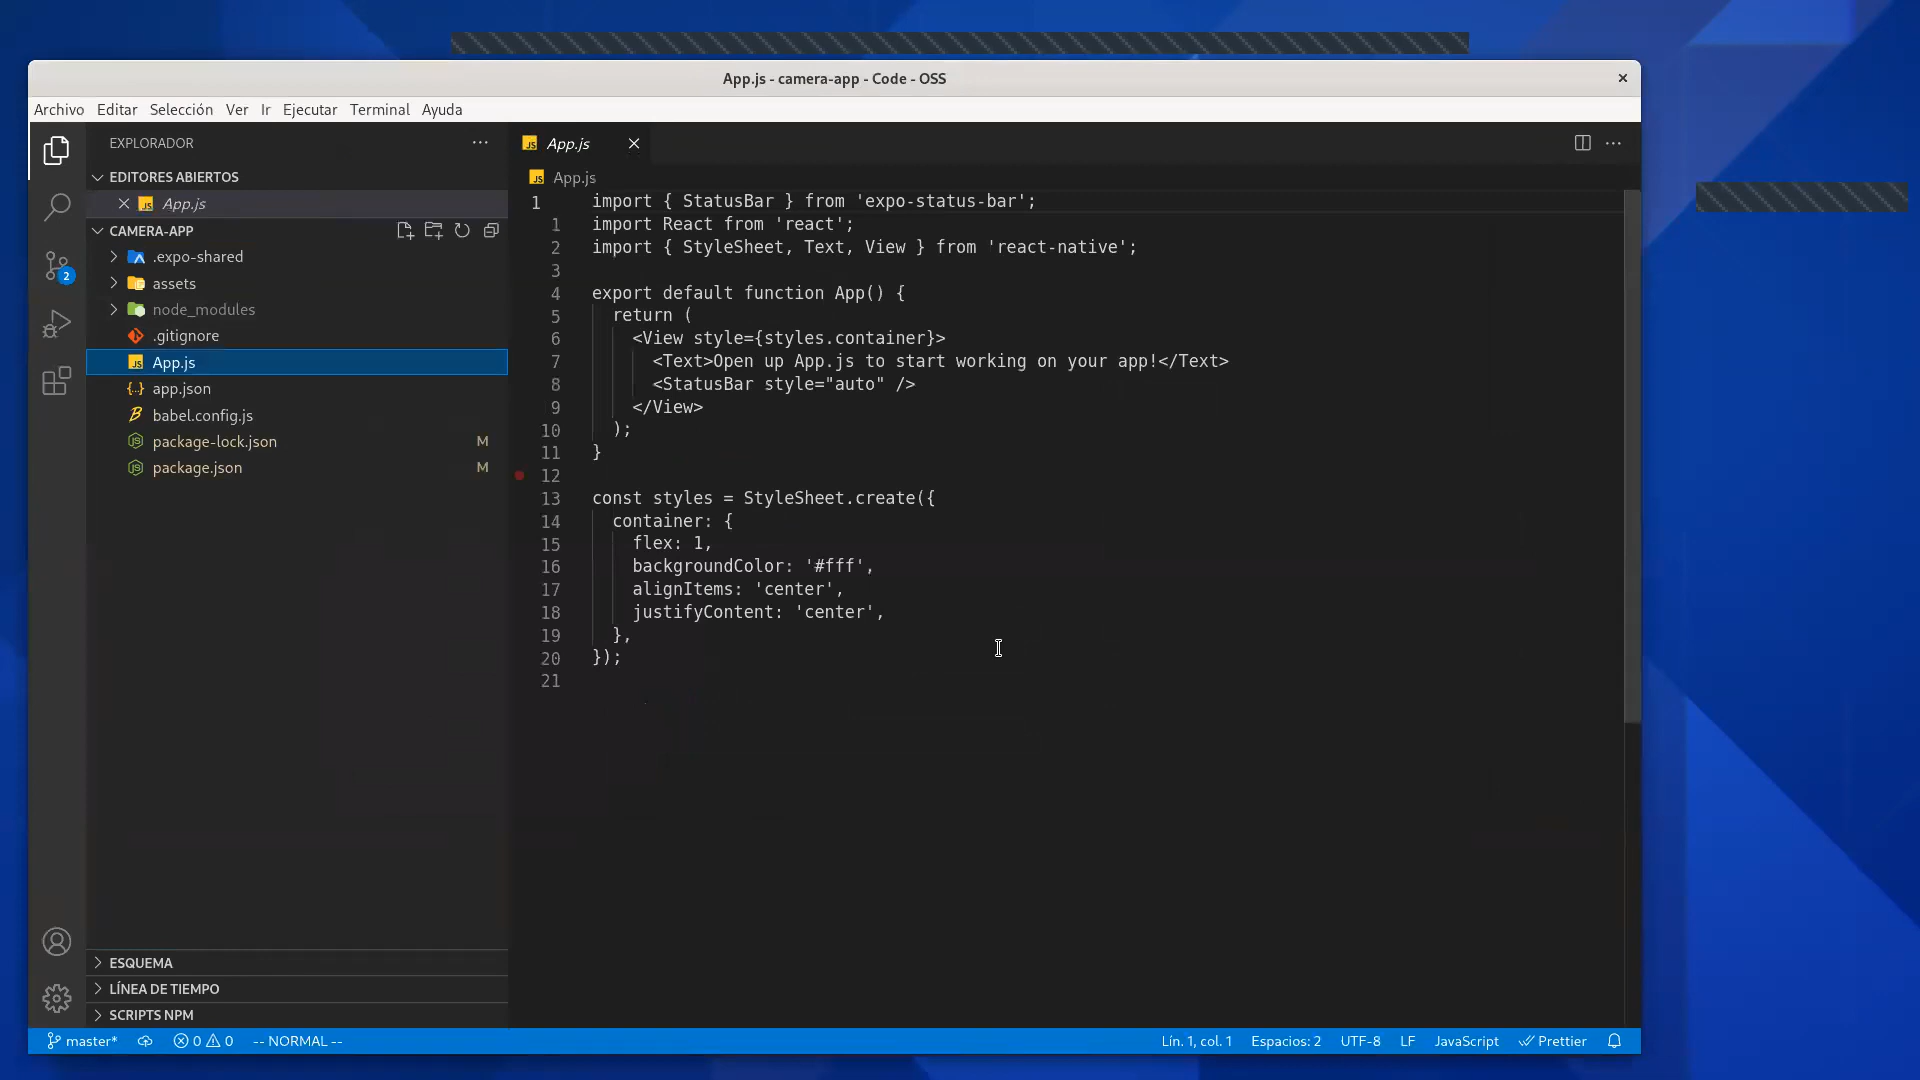 App.js - camera-app - Code - OSS
Archivo Editar Selección Ver Ir Ejecutar Terminal Ayuda
EXPLORADOR
EDITORES ABIERTOS
App.js
CAMERA-APP
.expo-shared
assets
node_modules
.gitignore
App.js
app.json
babel.config.js
package-lock.json M
package.json M
ESQUEMA
LÍNEA DE TIEMPO
SCRIPTS NPM
App.js
App.js
1 import { StatusBar } from 'expo-status-bar';
1 import React from 'react';
2 import { StyleSheet, Text, View } from 'react-native';
3
4 export default function App() {
5 return (
6 <View style={styles.container}>
7 <Text>Open up App.js to start working on your app!</Text>
8 <StatusBar style="auto" />
9 </View>
10 );
11 }
12
13 const styles = StyleSheet.create({
14 container: {
15 flex: 1,
16 backgroundColor: '#fff',
17 alignItems: 'center',
18 justifyContent: 'center',
19 },
20 });
21
2
master* 0 0 -- NORMAL -- Lín. 1, col. 1 Espacios: 2 UTF-8 LF JavaScript Prettier